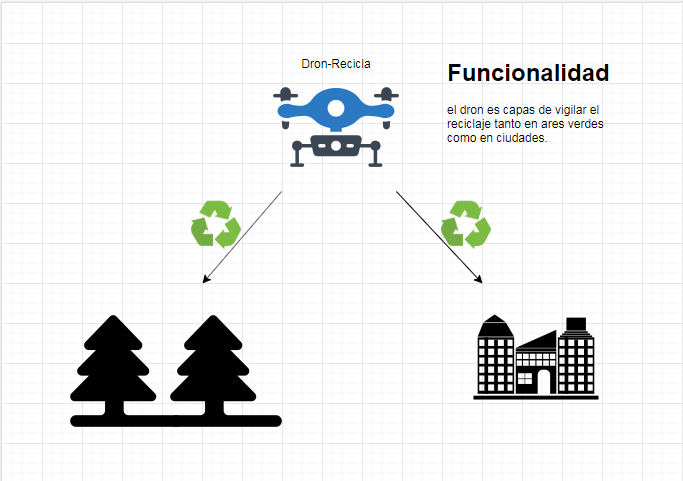 Dron-Recicla
Funcionalidad
el dron es capas de vigilar el
reciclaje tanto en ares verdes
como en ciudades.